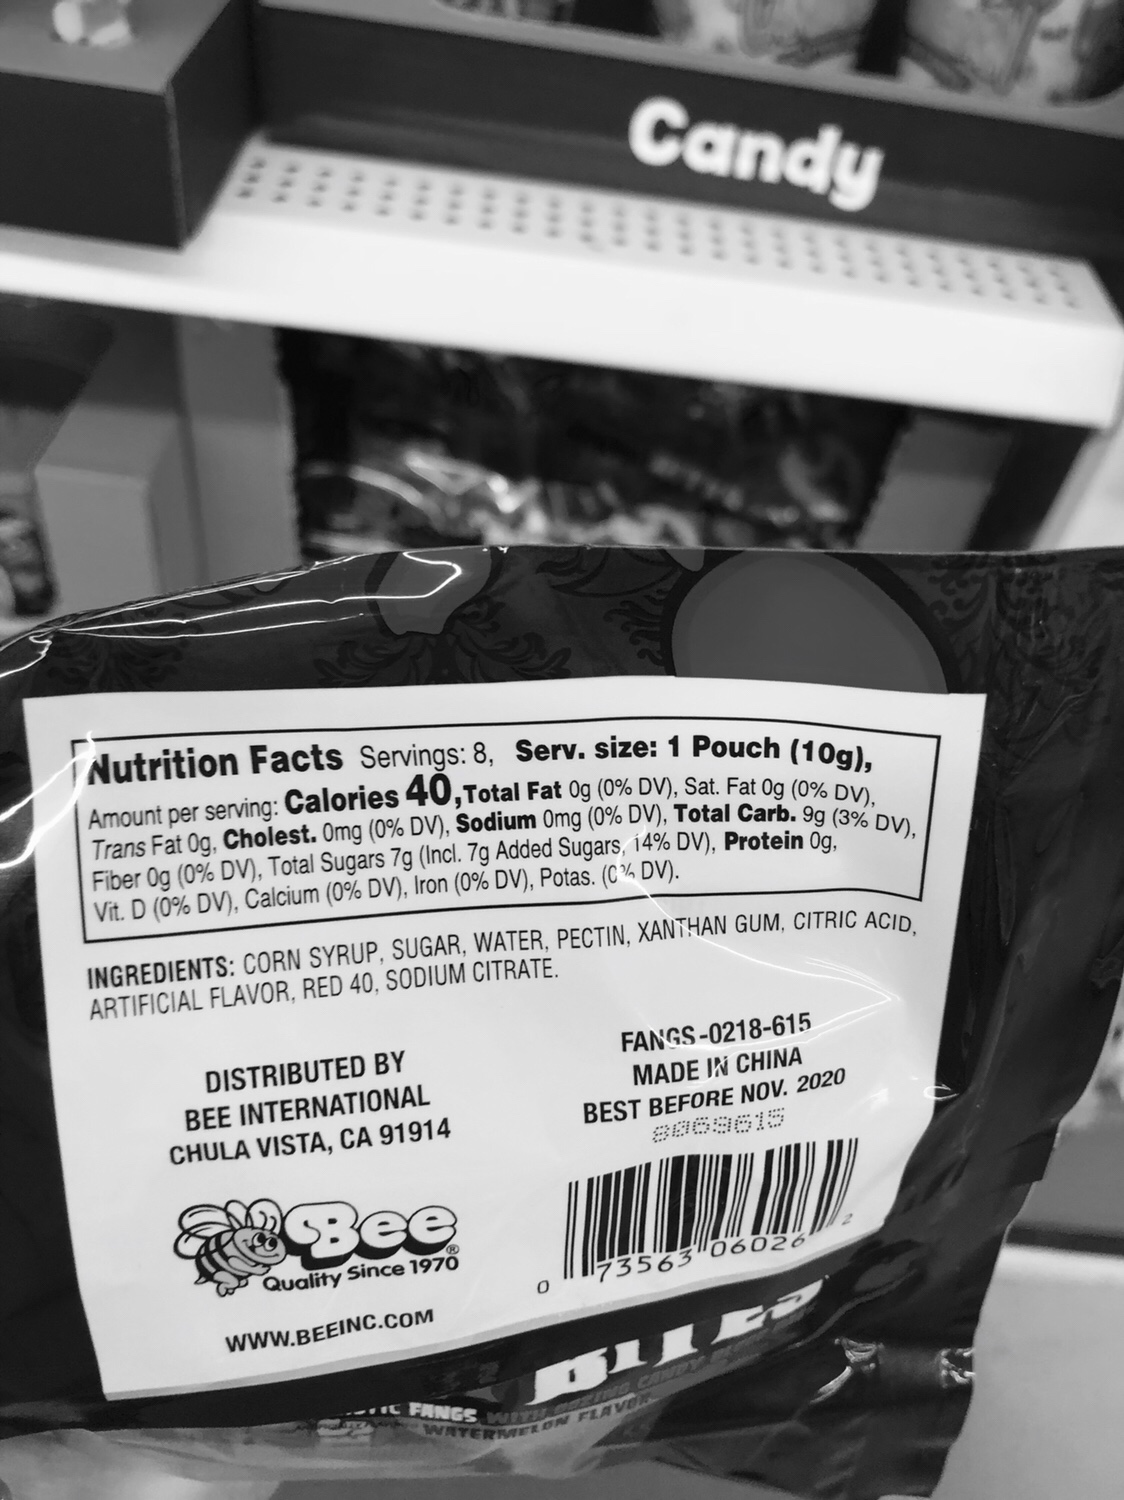 Candy
Nutrition Facts Servings: 8, Serv. size: 1 Pouch (10g),
Amount per serving: Calories 40, Total Fat 0g (0% DV), Sat. Fat 0g (0% DV),
Trans Fat 0g, Cholest. 0mg (0% DV), Sodium 0mg (0% DV), Total Carb. 9g (3% DV),
Fiber 0g (0% DV), Total Sugars 7g (Incl. 7g Added Sugars, 14% DV), Protein 0g,
Vit. D (0% DV), Calcium (0% DV), Iron (0% DV), Potas. (0% DV).
INGREDIENTS: CORN SYRUP, SUGAR, WATER, PECTIN, XANTHAN GUM, CITRIC ACID,
ARTIFICIAL FLAVOR, RED 40, SODIUM CITRATE.
DISTRIBUTED BY
BEE INTERNATIONAL
CHULA VISTA, CA 91914
Bee®
Quality Since 1970
WWW.BEEINC.COM
FANGS-0218-615
MADE IN CHINA
BEST BEFORE NOV. 2020
8069615
0 73563 06026 2
BITES
FANGS WITH OOZING CANDY
WATERMELON FLAVOR